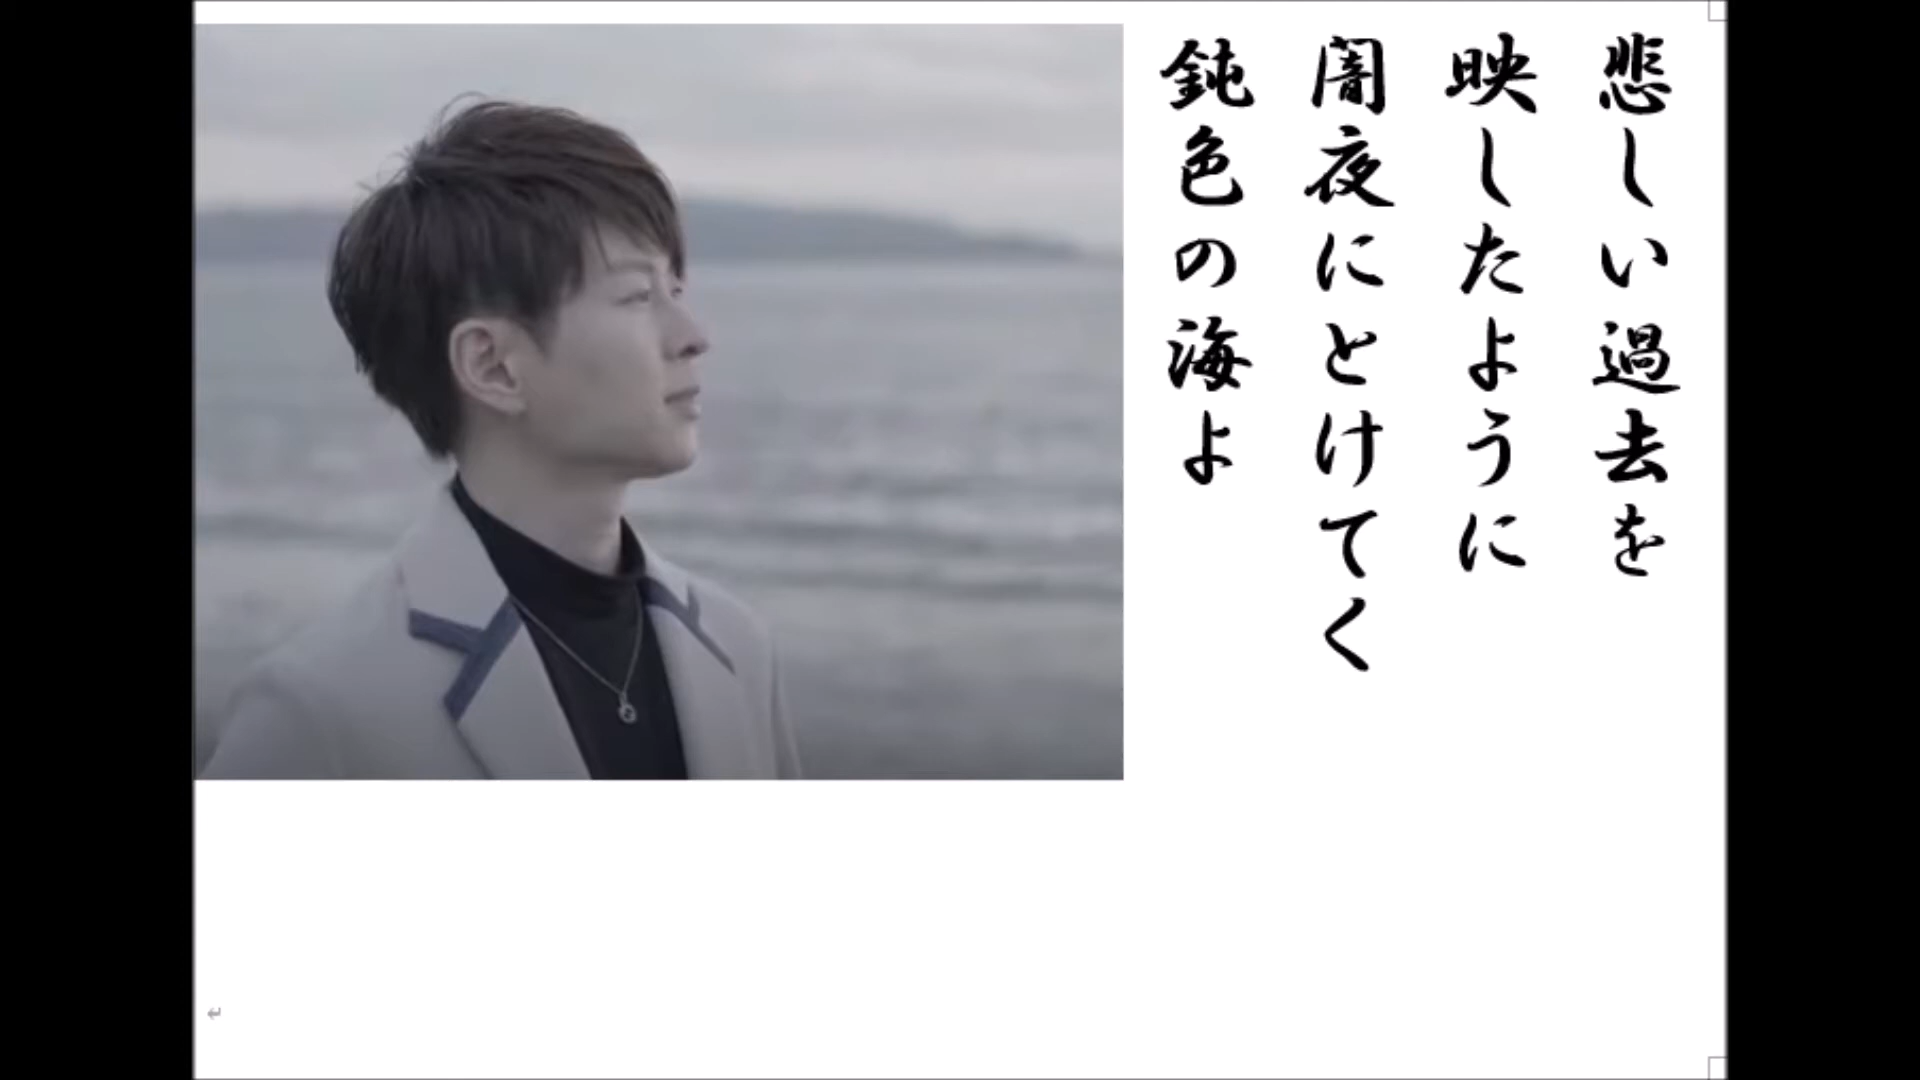 悲しい過去を
映したように
闇夜にとけてく
鈍色の海よ